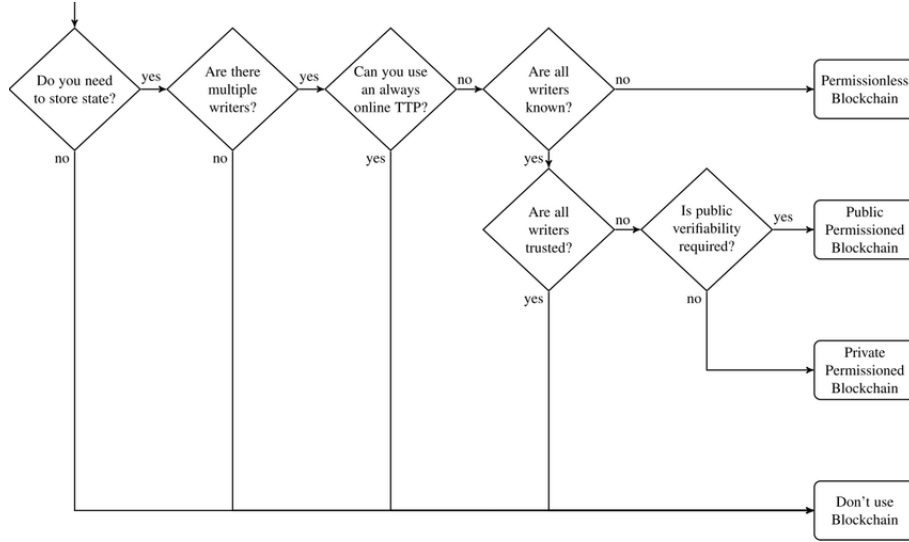 Do you need
to store state?
yes
no
Are there
multiple
writers?
yes
no
Can you use
an always
online TTP?
no
yes
Are all
writers
known?
no
yes
Permissionless
Blockchain
Are all
writers
trusted?
no
yes
Is public
verifiability
required?
yes
no
Public
Permissioned
Blockchain
Private
Permissioned
Blockchain
Don't use
Blockchain